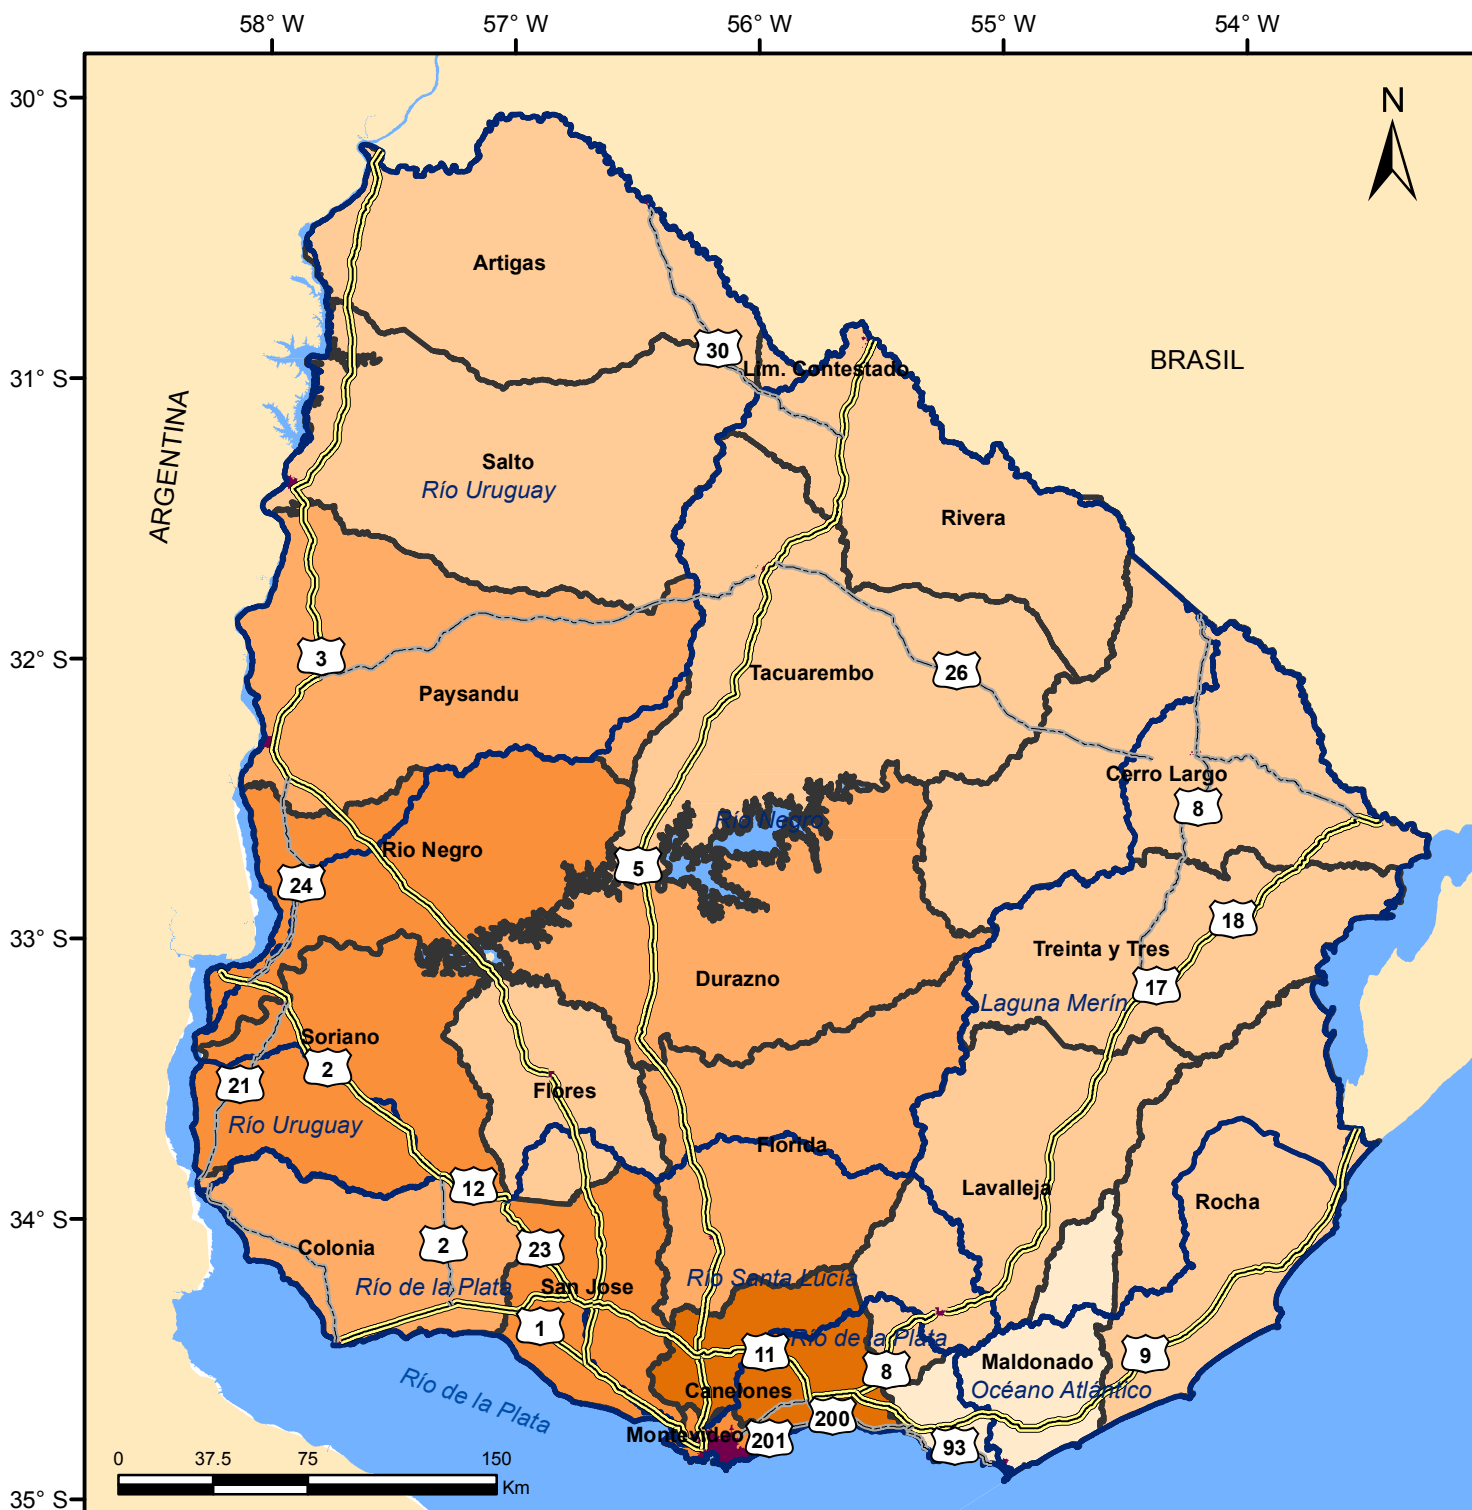 58° W
57° W
56° W
55° W
54° W
30° S
N
Artigas
30
BRASIL
31° S
Lim. Contestado
ARGENTINA
Salto
Río Uruguay
Rivera
32° S
3
26
Tacuarembo
Paysandu
Cerro Largo
8
Río Negro
Rio Negro
5
24
18
33° S
Treinta y Tres
Durazno
17
Laguna Merín
Soriano
2
21
Flores
Río Uruguay
Florida
12
Lavalleja
Rocha
34° S
Colonia
2
23
Río de la Plata
San Jose
Río Santa Lucía
1
Río de la Plata
11
8
Maldonado
9
Canelones
Océano Atlántico
Río de la Plata
200
Montevideo
201
93
0
37.5
75
150
Km
35° S